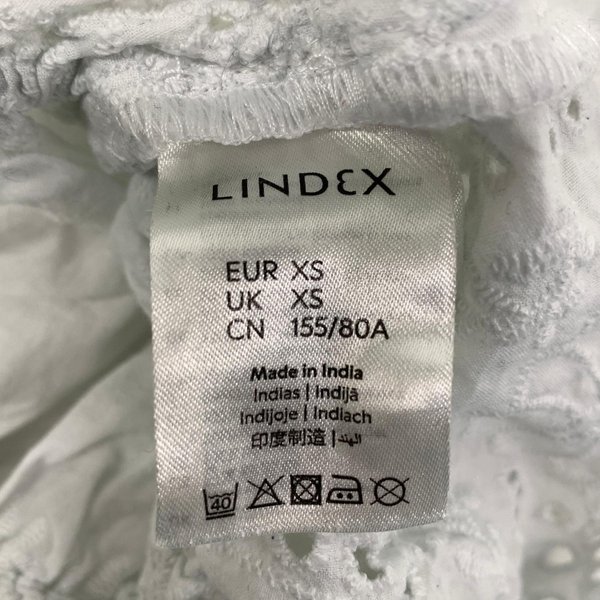 LINDEX
EUR XS
UK XS
CN 155/80A
Made in India
Indias | Indijā
Indijoje | Indiach
印度制造 | الهند
40